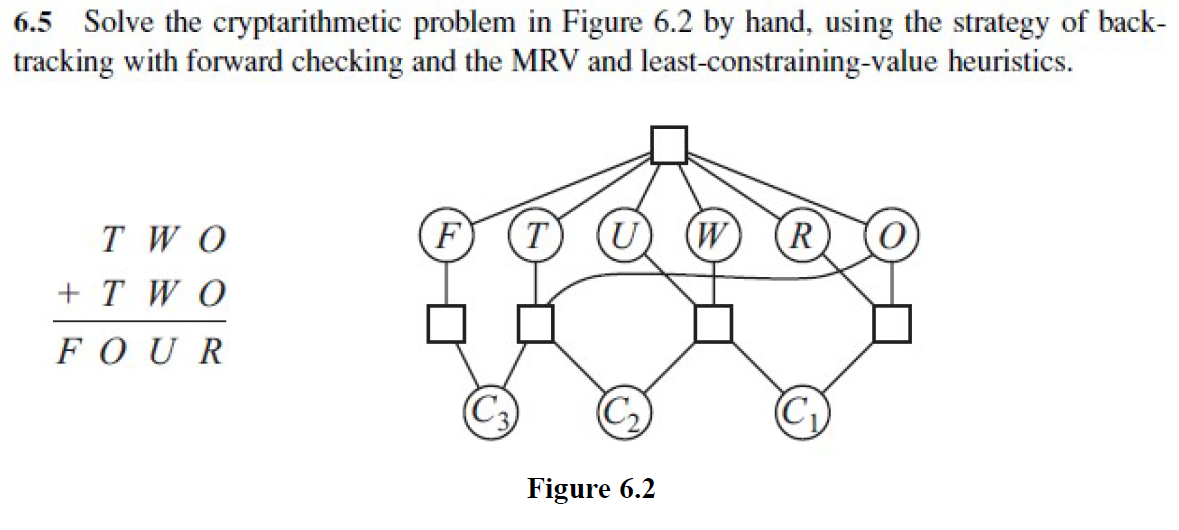 6.5 Solve the cryptarithmetic problem in Figure 6.2 by hand, using the strategy of back-
tracking with forward checking and the MRV and least-constraining-value heuristics.
T W O
+ T W O
F O U R
F T U W R O
C₃ C₂ C₁
Figure 6.2